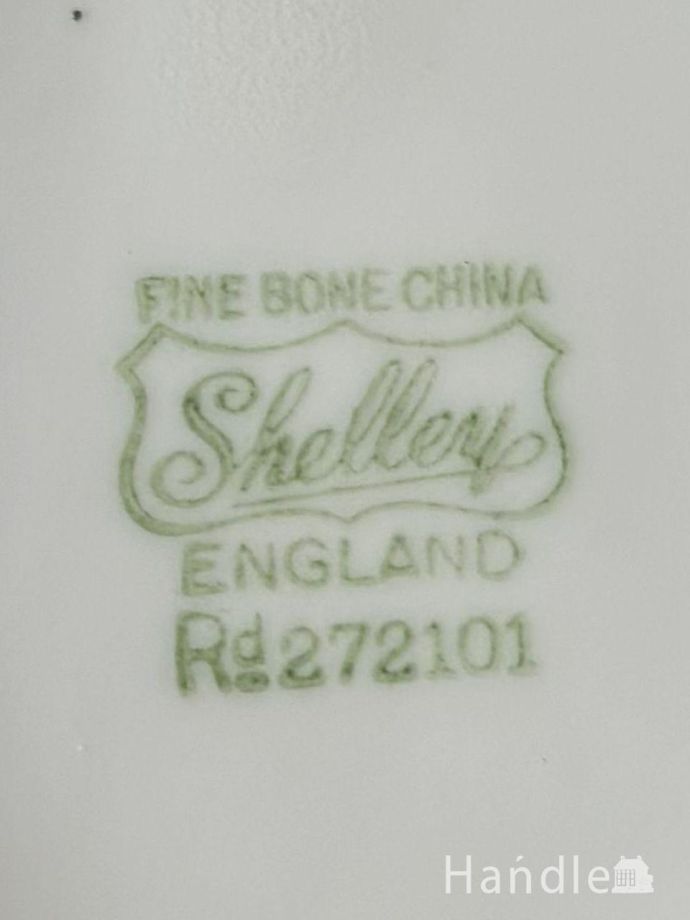 FINE BONE CHINA
Shelley
ENGLAND
Rd. 272101
Handle